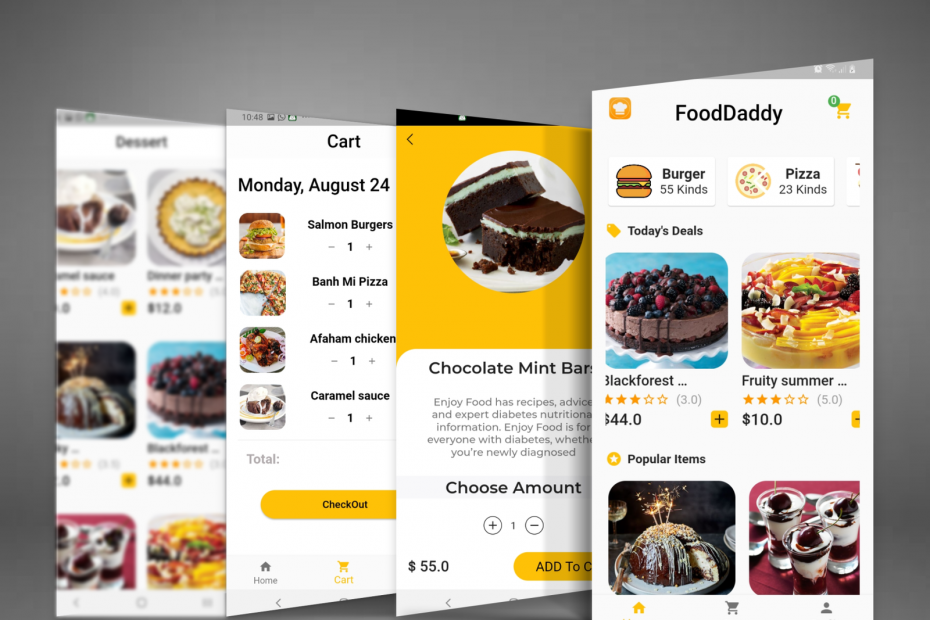 Dessert
amel sauce
Dinner party ...
(4.0)
.0
$12.0
Blackforest ...
(3.5)
.0
$44.0
10:48
Cart
Monday, August 24
Salmon Burgers
− 1 +
Banh Mi Pizza
− 1 +
Afaham chicken
− 1 +
Caramel sauce
− 1 +
Total:
CheckOut
Home
Cart
Chocolate Mint Bars
Enjoy Food has recipes, advice
and expert diabetes nutritiona
information. Enjoy Food is for
everyone with diabetes, whethe
you're newly diagnosed
Choose Amount
+ 1 −
$ 55.0
ADD To C
FoodDaddy
0
Burger
55 Kinds
Pizza
23 Kinds
Today's Deals
Blackforest ...
(3.0)
$44.0
+
Fruity summer ...
(5.0)
$10.0
Popular Items